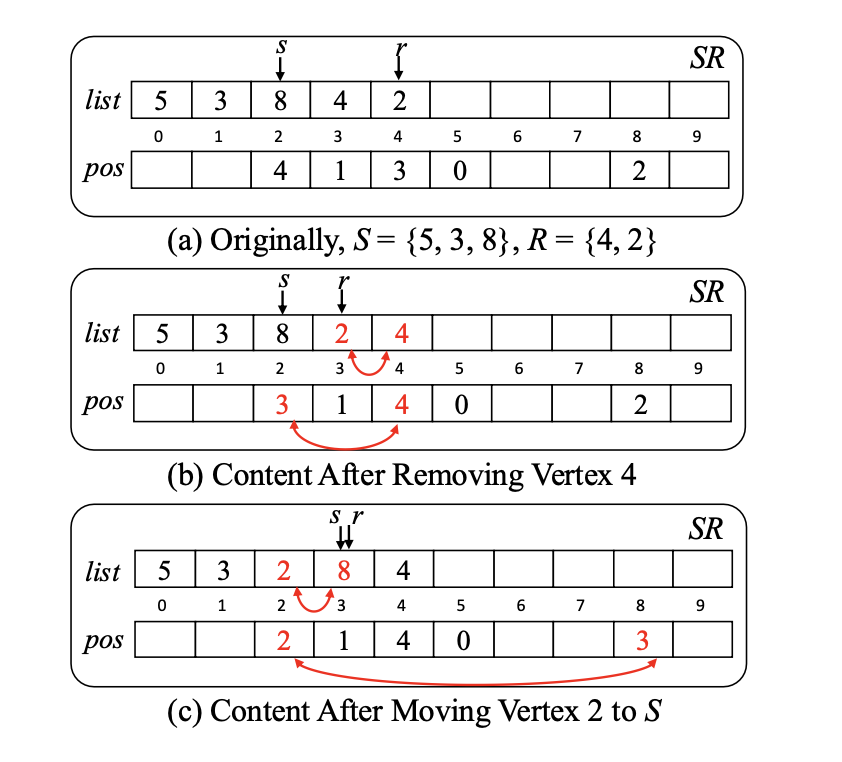 s r SR
list 5 3 8 4 2
0 1 2 3 4 5 6 7 8 9
pos 4 1 3 0 2
(a) Originally, S = {5, 3, 8}, R = {4, 2}
s r SR
list 5 3 8 2 4
0 1 2 3 4 5 6 7 8 9
pos 3 1 4 0 2
(b) Content After Removing Vertex 4
s r SR
list 5 3 2 8 4
0 1 2 3 4 5 6 7 8 9
pos 2 1 4 0 3
(c) Content After Moving Vertex 2 to S